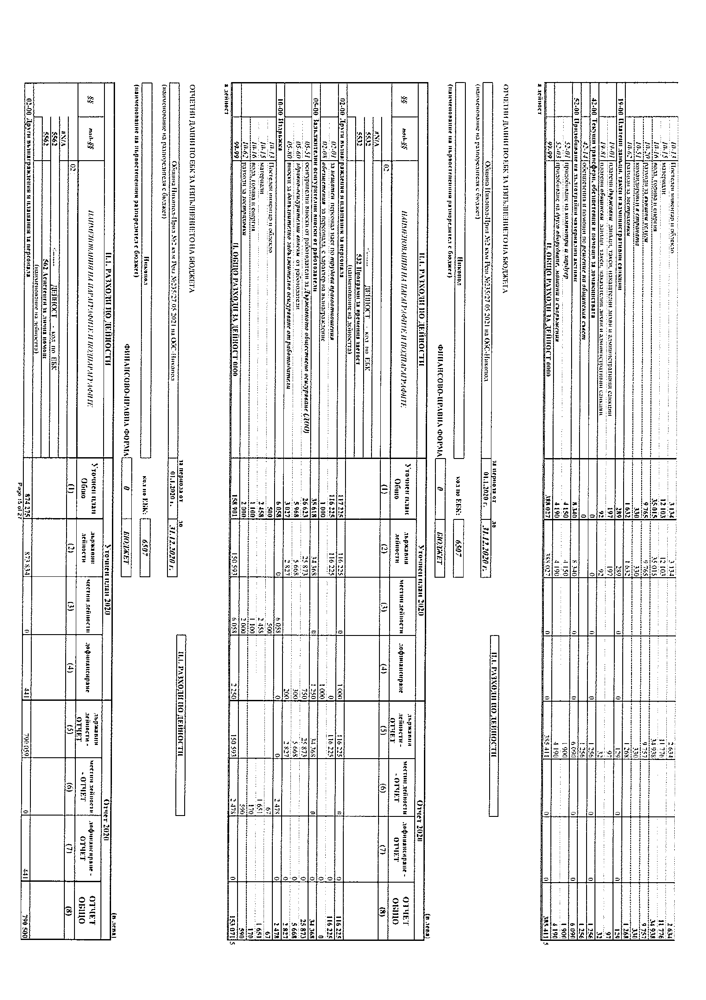 10-13 Постелен инвентар и облекло 3 134 3 134 2 634 2 634
10-15 материали 12 103 12 103 11 776 11 776
10-16 вода, горива и енергия 35 015 35 015 34 938 34 938
10-20 разходи за външни услуги 9 765 9 765 9 757 9 757
10-51 командировки в страната 330 330 330 330
10-62 разходи за застраховки 1 632 1 632 1 268 1 268
19-00 Платени данъци, такси и административни санкции 289 289 0 0 129 0 129
19-01 платени държавни данъци, такси, наказателни лихви и административни санкции 197 197 97 97
19-81 платени общински данъци, такси, наказателни лихви и административни санкции 92 92 32 32
42-00 Текущи трансфери, обезщетения и помощи за домакинствата 0 0 0 0 1 256 0 0 1 256
42-14 обезщетения и помощи по решение на общинския съвет 0 1 256 1 256
52-00 Придобиване на дълготрайни материални активи 8 340 8 340 0 0 6 090 0 0 6 090
52-01 придобиване на компютри и хардуер 4 150 4 150 1 900 1 900
52-03 придобиване на друго оборудване, машини и съоръжения 4 190 4 190 4 190 4 190
99-99 II. ОБЩО РАЗХОДИ ЗА ДЕЙНОСТ 0000 388 027 388 027 0 0 385 411 0 0 385 411 5
а дейност
ОТЧЕТНИ ДАННИ ПО ЕБК ЗА ИЗПЪЛНЕНИЕТО НА БЮДЖЕТА
за периода от до
II.1. РАЗХОДИ ПО ДЕЙНОСТИ
Община Никопол-Прил №2 към Реш №235/27 05 2021 на ОбС-Никопол 01.1.2020 г. 31.12.2020 г.
(наименование на разпоредителя с бюджет)
Никопол код по ЕБК: 6507
(наименование на първостепенния разпоредител с бюджет)
ФИНАНСОВО-ПРАВНА ФОРМА 0 БЮДЖЕТ
(в лева)
II.1. РАЗХОДИ ПО ДЕЙНОСТИ Уточнен план 2020 Отчет 2020
§§ под-§§ НАИМЕНОВАНИЯ НА ПАРАГРАФИТЕ И ПОДПАРАГРАФИТЕ Уточнен план Общо държавни дейности местни дейности дофинансиране държавни дейности - ОТЧЕТ местни дейности - ОТЧЕТ дофинансиране - ОТЧЕТ ОТЧЕТ ОБЩО
02 (1) (2) (3) (4) (5) (6) (7) (8)
#N/A
5532 <----- ДЕЙНОСТ - код по ЕБК
5532 532 Програми за временна заетост
(наименование на дейността)
02-00 Други възнаграждения и плащания за персонала 117 225 116 225 0 1 000 116 225 0 0 116 225
02-01 за нещатен персонал нает по трудови правоотношения 116 225 116 225 0 116 225 0 116 225
02-08 обезщетения за персонала, с характер на възнаграждение 1 000 1 000 0 0
05-00 Задължителни осигурителни вноски от работодатели 35 618 34 368 0 1 250 34 368 0 0 34 368
05-51 осигурителни вноски от работодатели за Държавното обществено осигуряване (ДОО) 26 623 25 873 750 25 873 0 25 873
05-60 здравно-осигурителни вноски от работодатели 5 968 5 668 300 5 668 0 5 668
05-80 вноски за допълнително задължително осигуряване от работодатели 3 027 2 827 200 2 827 0 2 827
10-00 Издръжка 6 058 0 6 058 0 0 2 478 0 2 478
10-13 Постелен инвентар и облекло 500 500 67 67
10-15 материали 2 458 2 458 1 651 1 651
10-16 вода, горива и енергия 1 100 1 100 170 170
10-62 разходи за застраховки 2 000 2 000 590 590
99-99 II. ОБЩО РАЗХОДИ ЗА ДЕЙНОСТ 0000 158 901 150 593 6 058 2 250 150 593 2 478 0 153 071 5
а дейност
ОТЧЕТНИ ДАННИ ПО ЕБК ЗА ИЗПЪЛНЕНИЕТО НА БЮДЖЕТА
за периода от до
II.1. РАЗХОДИ ПО ДЕЙНОСТИ
Община Никопол-Прил №2 към Реш №235/27 05 2021 на ОбС-Никопол 01.1.2020 г. 31.12.2020 г.
(наименование на разпоредителя с бюджет)
Никопол код по ЕБК: 6507
(наименование на първостепенния разпоредител с бюджет)
ФИНАНСОВО-ПРАВНА ФОРМА 0 БЮДЖЕТ
(в лева)
II.1. РАЗХОДИ ПО ДЕЙНОСТИ Уточнен план 2020 Отчет 2020
§§ под-§§ НАИМЕНОВАНИЯ НА ПАРАГРАФИТЕ И ПОДПАРАГРАФИТЕ Уточнен план Общо държавни дейности местни дейности дофинансиране държавни дейности - ОТЧЕТ местни дейности - ОТЧЕТ дофинансиране - ОТЧЕТ ОТЧЕТ ОБЩО
02 (1) (2) (3) (4) (5) (6) (7) (8)
#N/A
5562 <----- ДЕЙНОСТ - код по ЕБК
5562 562 Асистенти за лична помощ
(наименование на дейността)
02-00 Други възнаграждения и плащания за персонала 874 275 873 834 0 441 790 059 0 441 790 500
Page 15 of 27